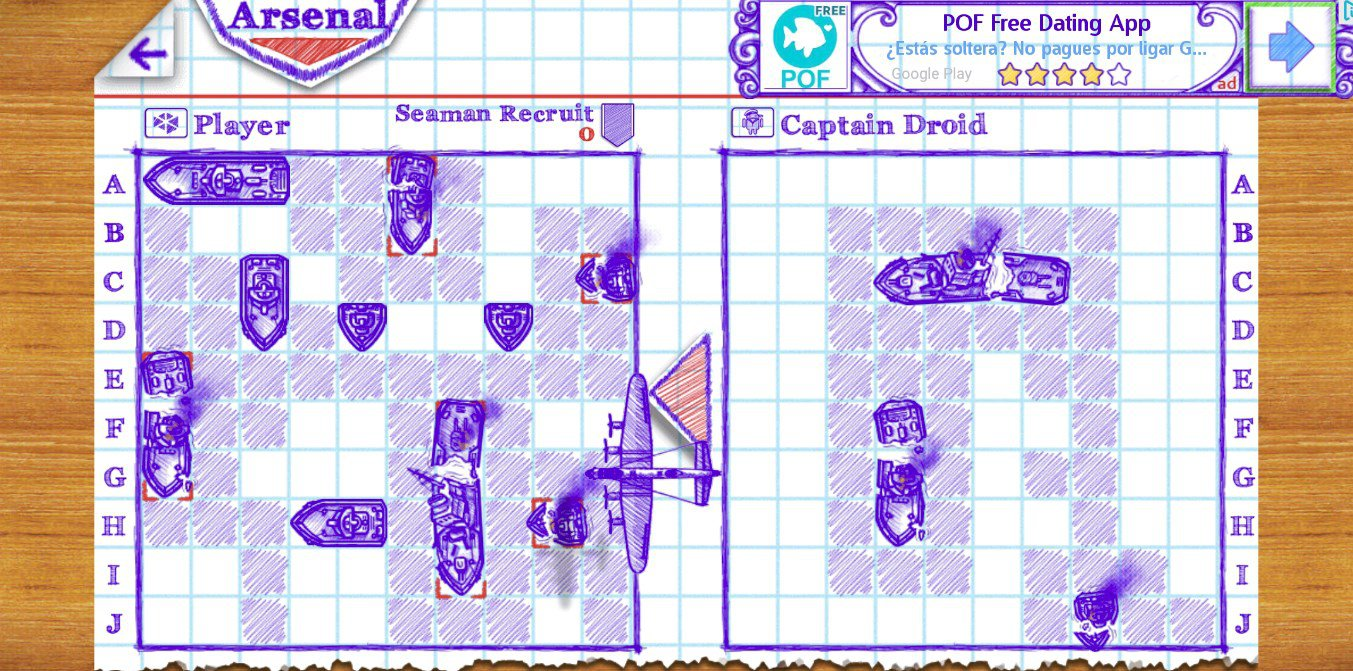 Arsenal
FREE
POF
POF Free Dating App
¿Estás soltera? No pagues por ligar G...
Google Play
ad
Player
Seaman Recruit
0
Captain Droid
A
B
C
D
E
F
G
H
I
J
A
B
C
D
E
F
G
H
I
J